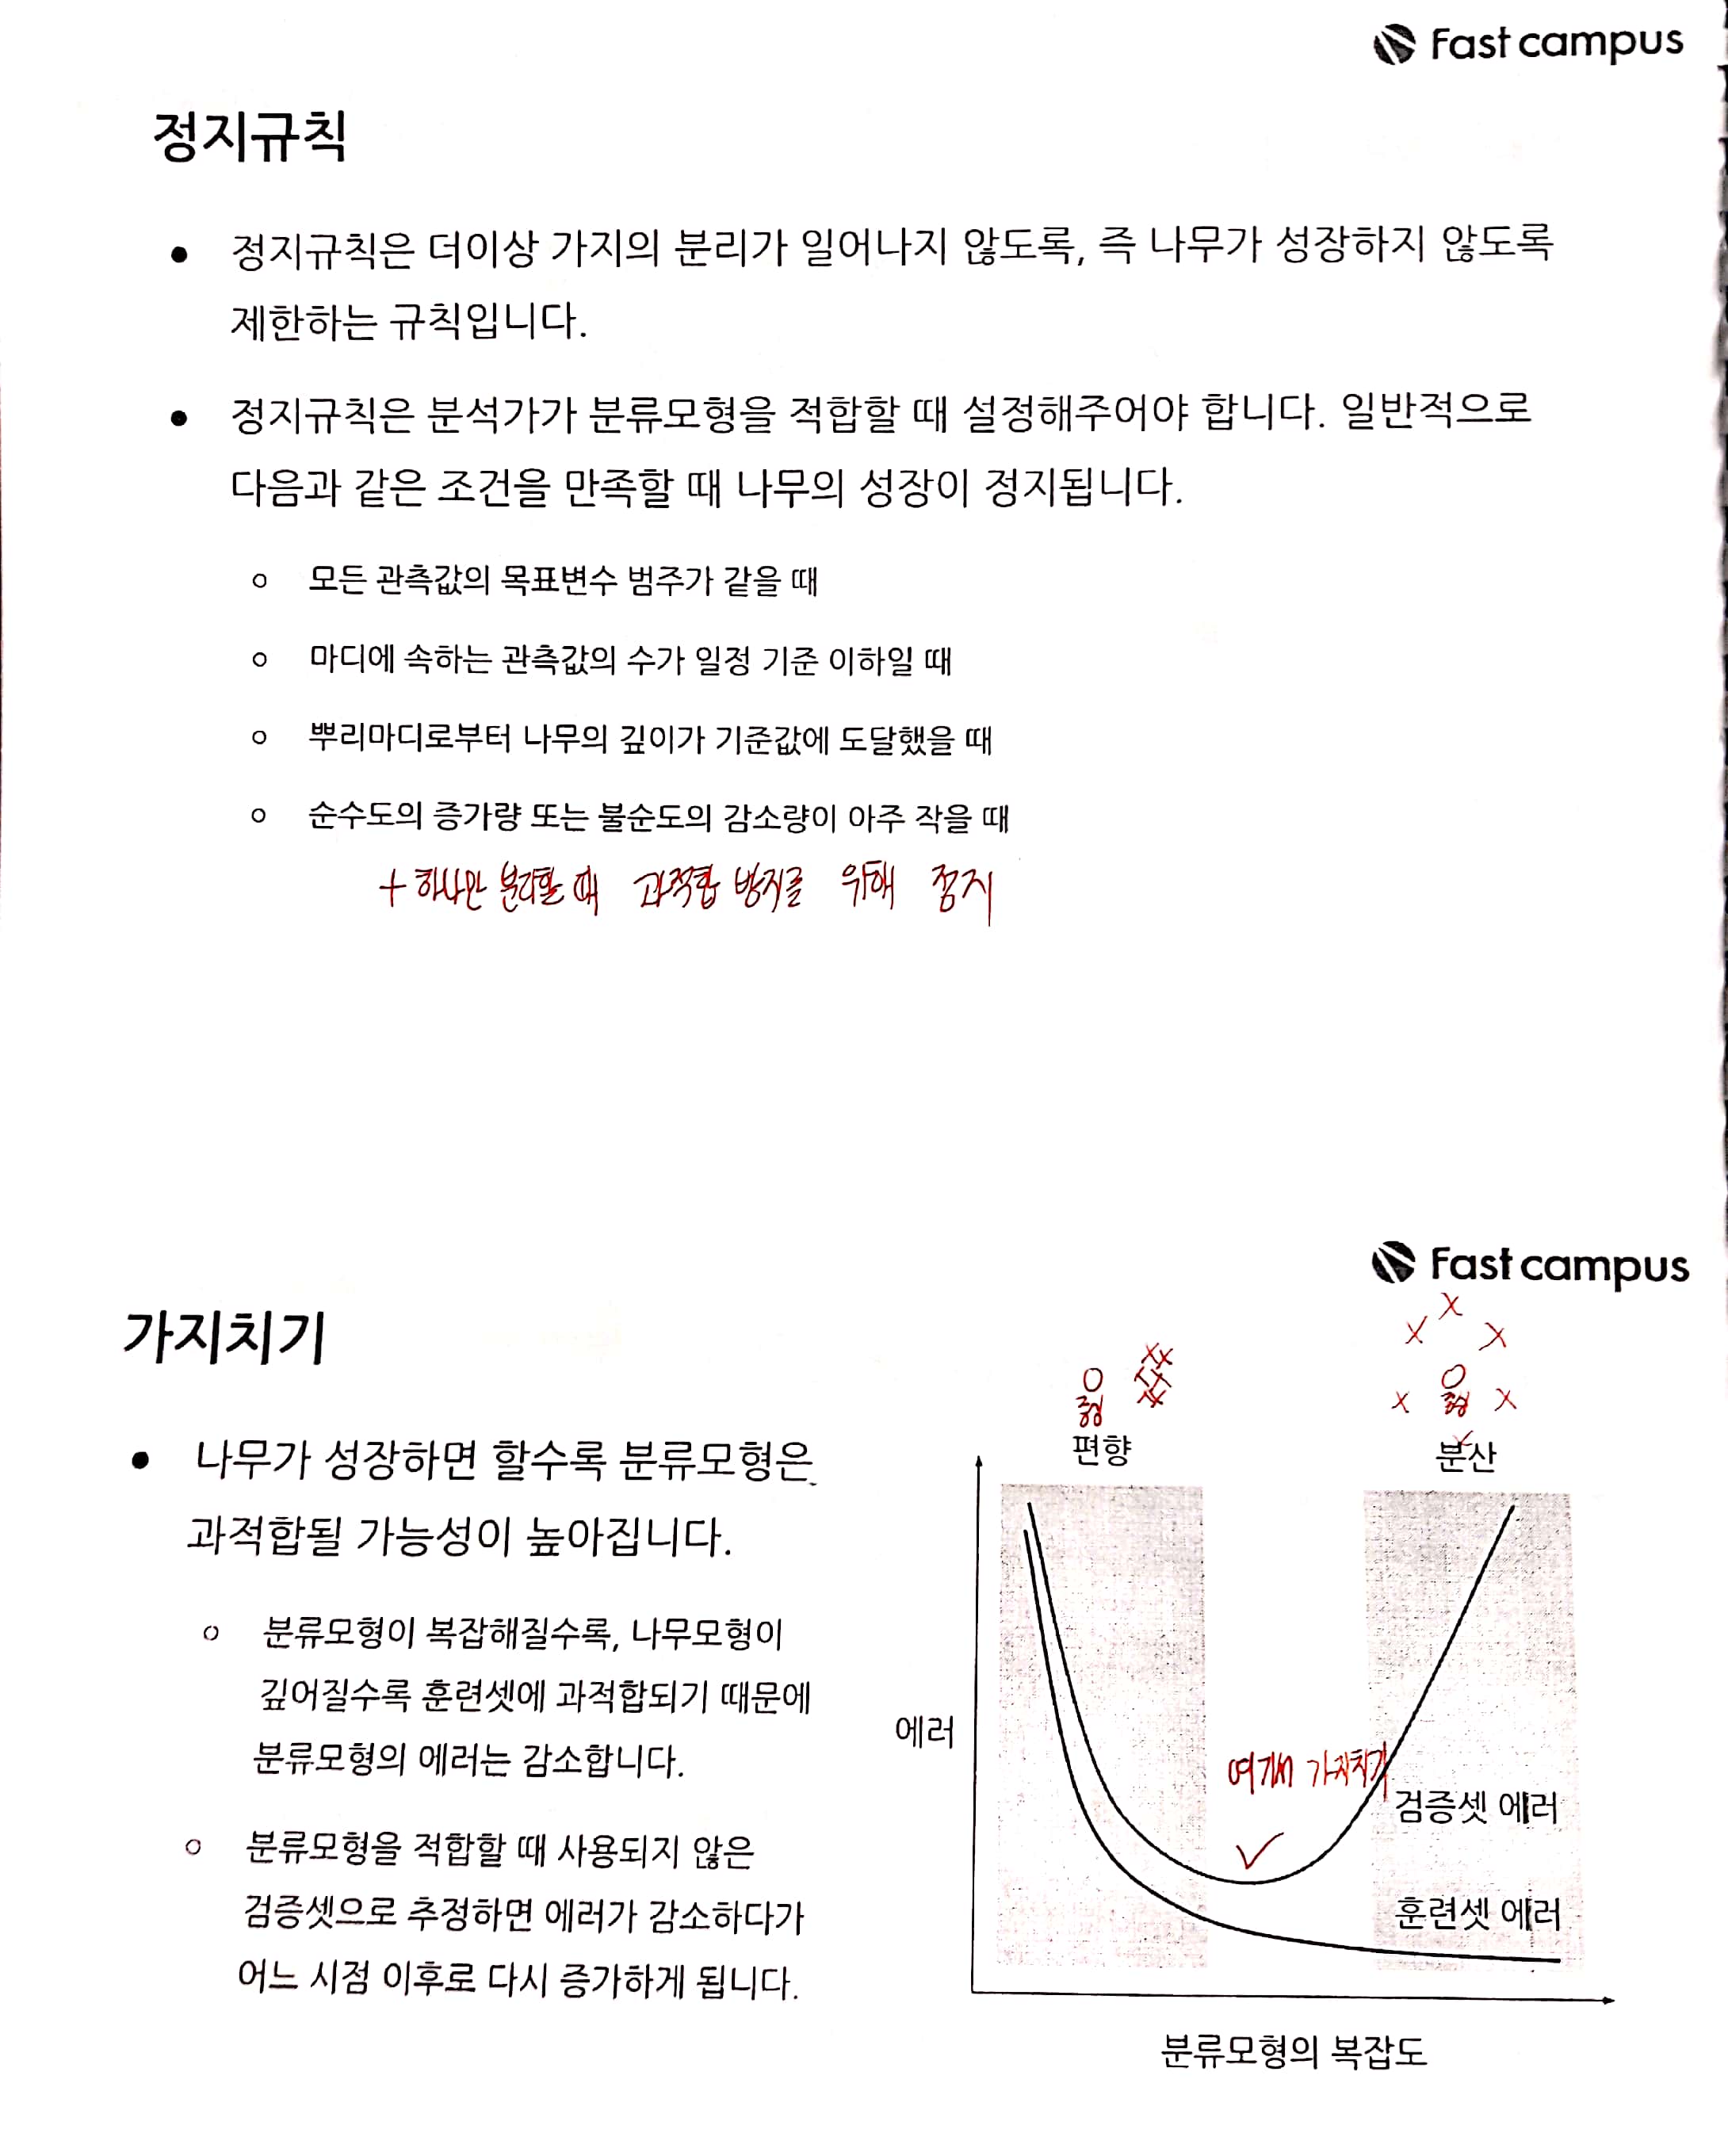 Fast campus
정지규칙
• 정지규칙은 더이상 가지의 분리가 일어나지 않도록, 즉 나무가 성장하지 않도록
제한하는 규칙입니다.
• 정지규칙은 분석가가 분류모형을 적합할 때 설정해주어야 합니다. 일반적으로
다음과 같은 조건을 만족할 때 나무의 성장이 정지됩니다.
○ 모든 관측값의 목표변수 범주가 같을 때
○ 마디에 속하는 관측값의 수가 일정 기준 이하일 때
○ 뿌리마디로부터 나무의 깊이가 기준값에 도달했을 때
○ 순수도의 증가량 또는 불순도의 감소량이 아주 작을 때
+ 하나만 분리할 때 과적합 방지를 위해 정지
Fast campus
가지치기
• 나무가 성장하면 할수록 분류모형은
과적합될 가능성이 높아집니다.
○ 분류모형이 복잡해질수록, 나무모형이
깊어질수록 훈련셋에 과적합되기 때문에
분류모형의 에러는 감소합니다.
○ 분류모형을 적합할 때 사용되지 않은
검증셋으로 추정하면 에러가 감소하다가
어느 시점 이후로 다시 증가하게 됩니다.
편향
분산
에러
여기서 가지치기
검증셋 에러
훈련셋 에러
분류모형의 복잡도